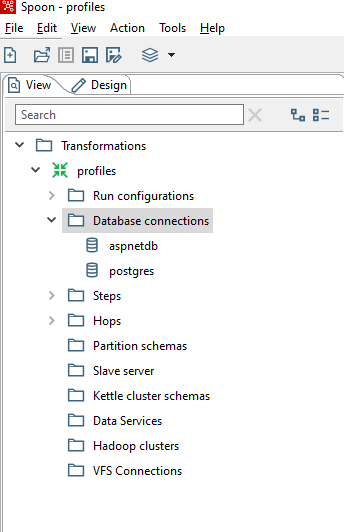 Spoon - profiles
File Edit View Action Tools Help
View Design
Search
Transformations
profiles
Run configurations
Database connections
aspnetdb
postgres
Steps
Hops
Partition schemas
Slave server
Kettle cluster schemas
Data Services
Hadoop clusters
VFS Connections